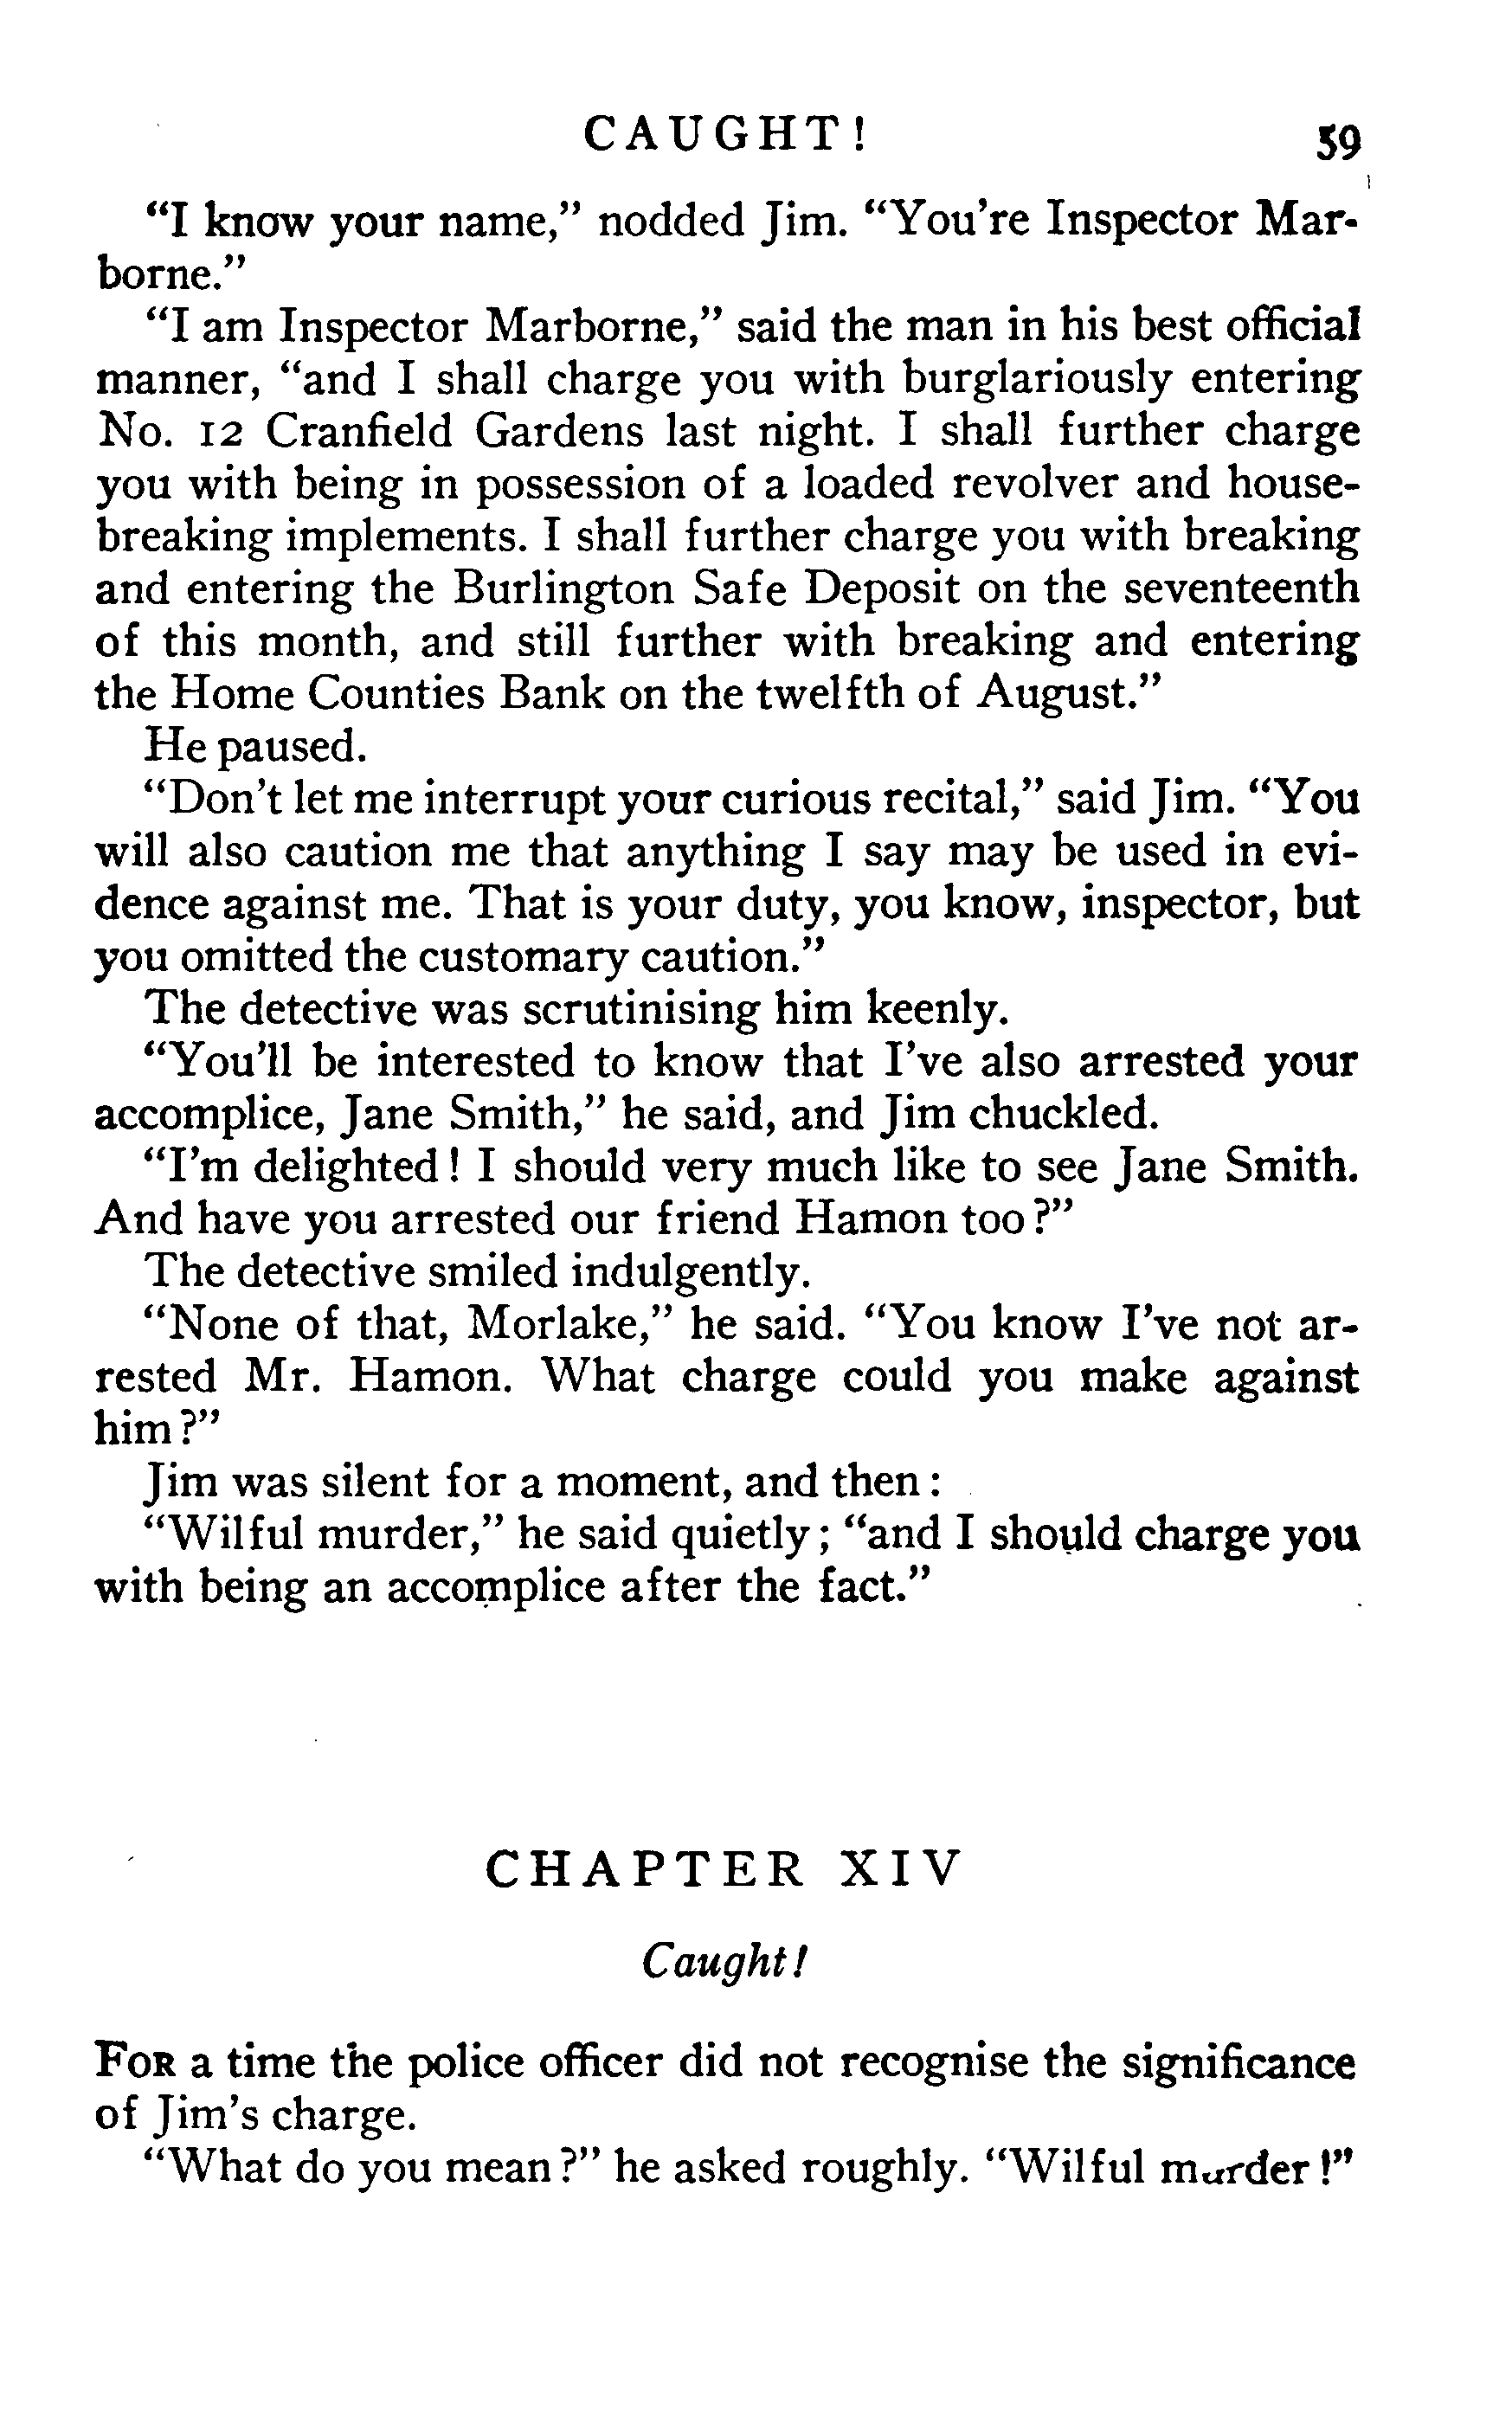 CAUGHT! 59
“I know your name,” nodded Jim. “You're Inspector Mar-
borne.”
“I am Inspector Marborne,” said the man in his best official
manner, “and I shall charge you with burglariously entering
No. 12 Cranfield Gardens last night. I shall further charge
you with being in possession of a loaded revolver and house-
breaking implements. I shall further charge you with breaking
and entering the Burlington Safe Deposit on the seventeenth
of this month, and still further with breaking and entering
the Home Counties Bank on the twelfth of August.”
He paused.
“Don't let me interrupt your curious recital,” said Jim. “You
will also caution me that anything I say may be used in evi-
dence against me. That is your duty, you know, inspector, but
you omitted the customary caution.”
The detective was scrutinising him keenly.
“You'll be interested to know that I've also arrested your
accomplice, Jane Smith,” he said, and Jim chuckled.
“I'm delighted! I should very much like to see Jane Smith.
And have you arrested our friend Hamon too?”
The detective smiled indulgently.
“None of that, Morlake,” he said. “You know I've not ar-
rested Mr. Hamon. What charge could you make against
him?”
Jim was silent for a moment, and then:
“Wilful murder,” he said quietly; “and I should charge you
with being an accomplice after the fact.”
CHAPTER XIV
Caught!
FOR a time the police officer did not recognise the significance
of Jim's charge.
“What do you mean?” he asked roughly. “Wilful murder!”